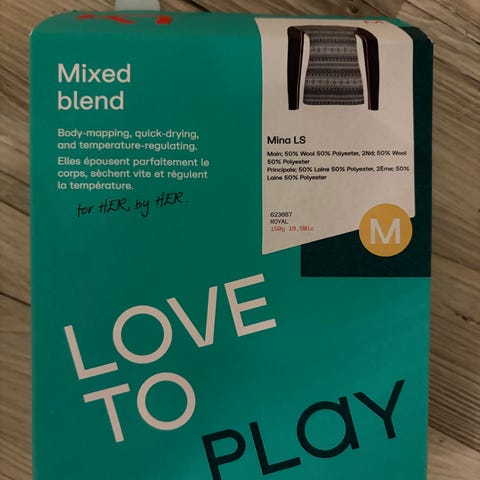 Mixed
blend
Body-mapping, quick-drying,
and temperature-regulating.
Elles épousent parfaitement le
corps, sèchent vite et régulent
la température.
for HER, by HER.
M
Mina LS
Main; 50% Wool 50% Polyester, 2Nd; 50% Wool
50% Polyester
Principole; 50% Laine 50% Polyester, 2Ème; 50%
Laine 50% Polyester
623687
ROYAL
150g 19,5Mic
M
LOVE
TO
PLAY